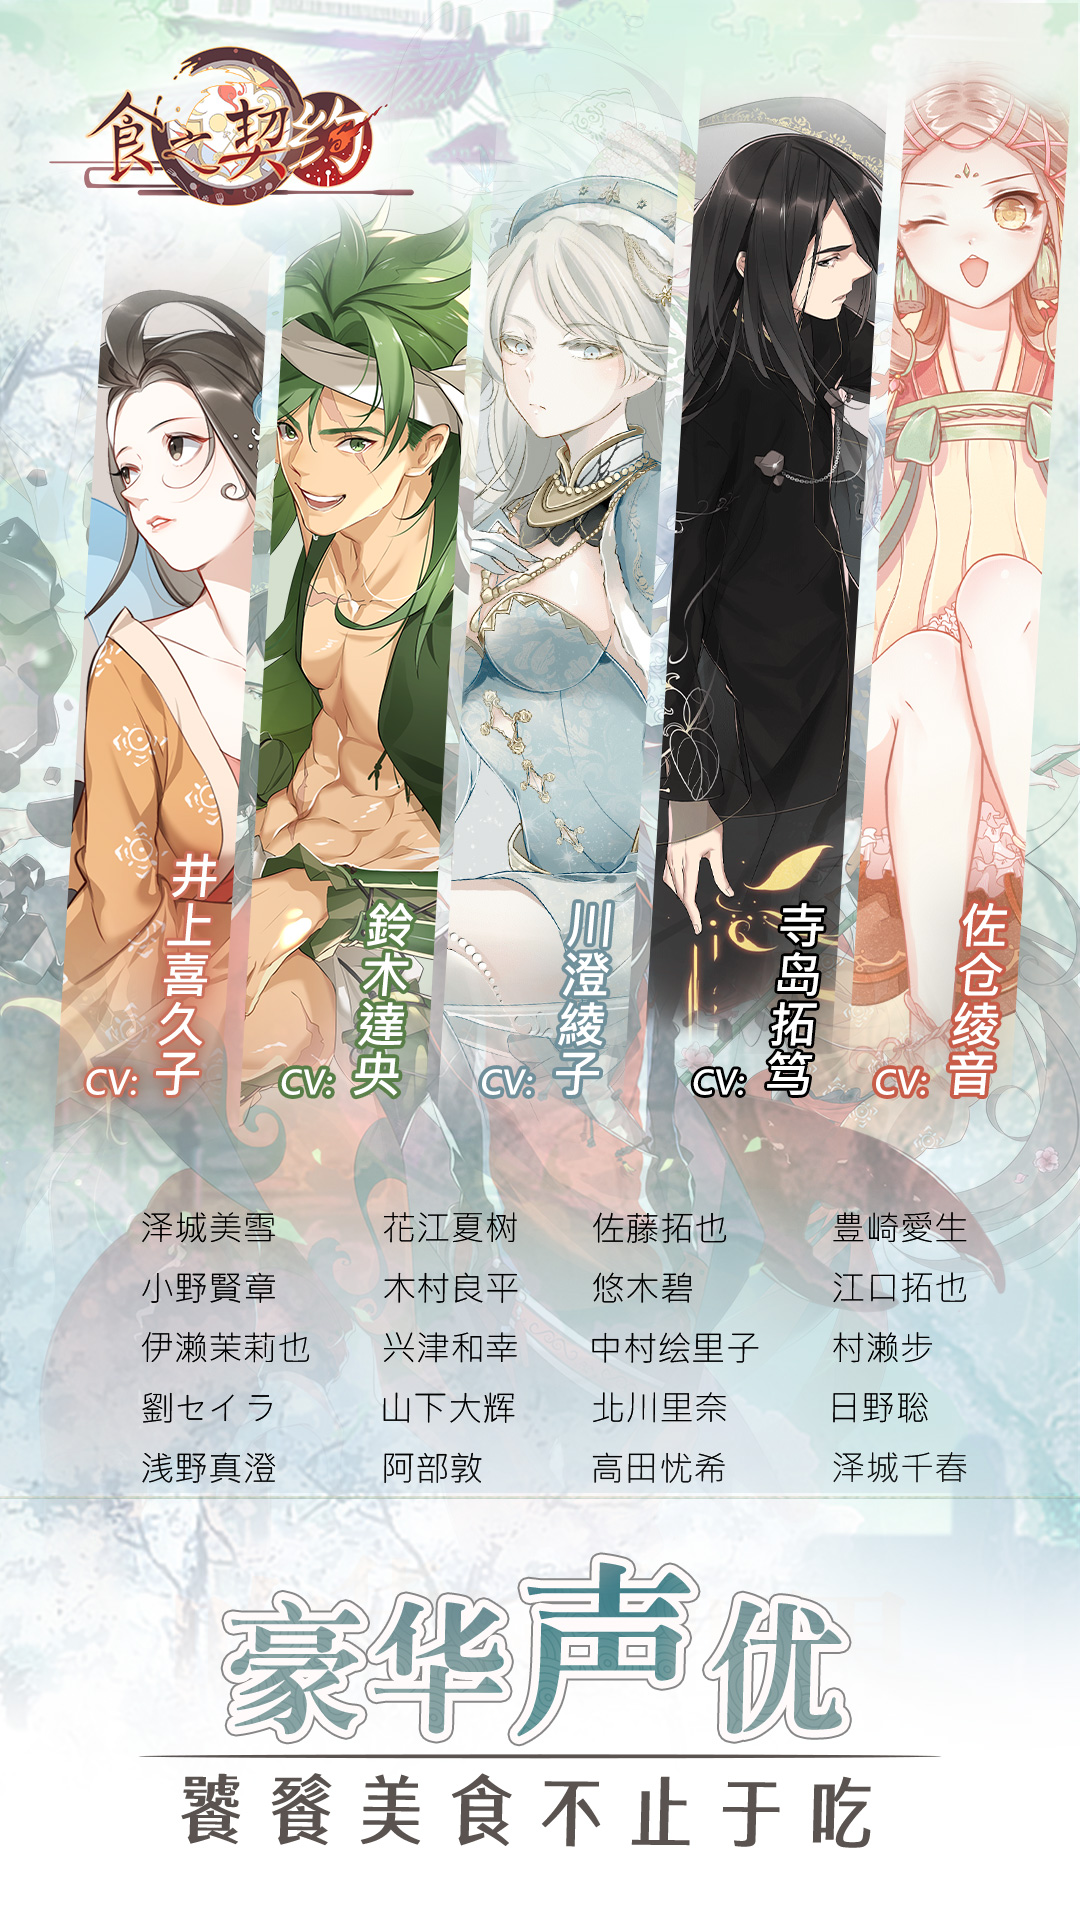 食之契约
CV: 井上喜久子
CV: 鈴木達央
CV: 川澄綾子
CV: 寺岛拓笃
CV: 佐仓绫音
泽城美雪 花江夏树 佐藤拓也 豊崎愛生
小野賢章 木村良平 悠木碧 江口拓也
伊濑茉莉也 兴津和幸 中村绘里子 村濑步
劉セイラ 山下大辉 北川里奈 日野聡
浅野真澄 阿部敦 高田忧希 泽城千春
豪华声优
饕餮美食不止于吃